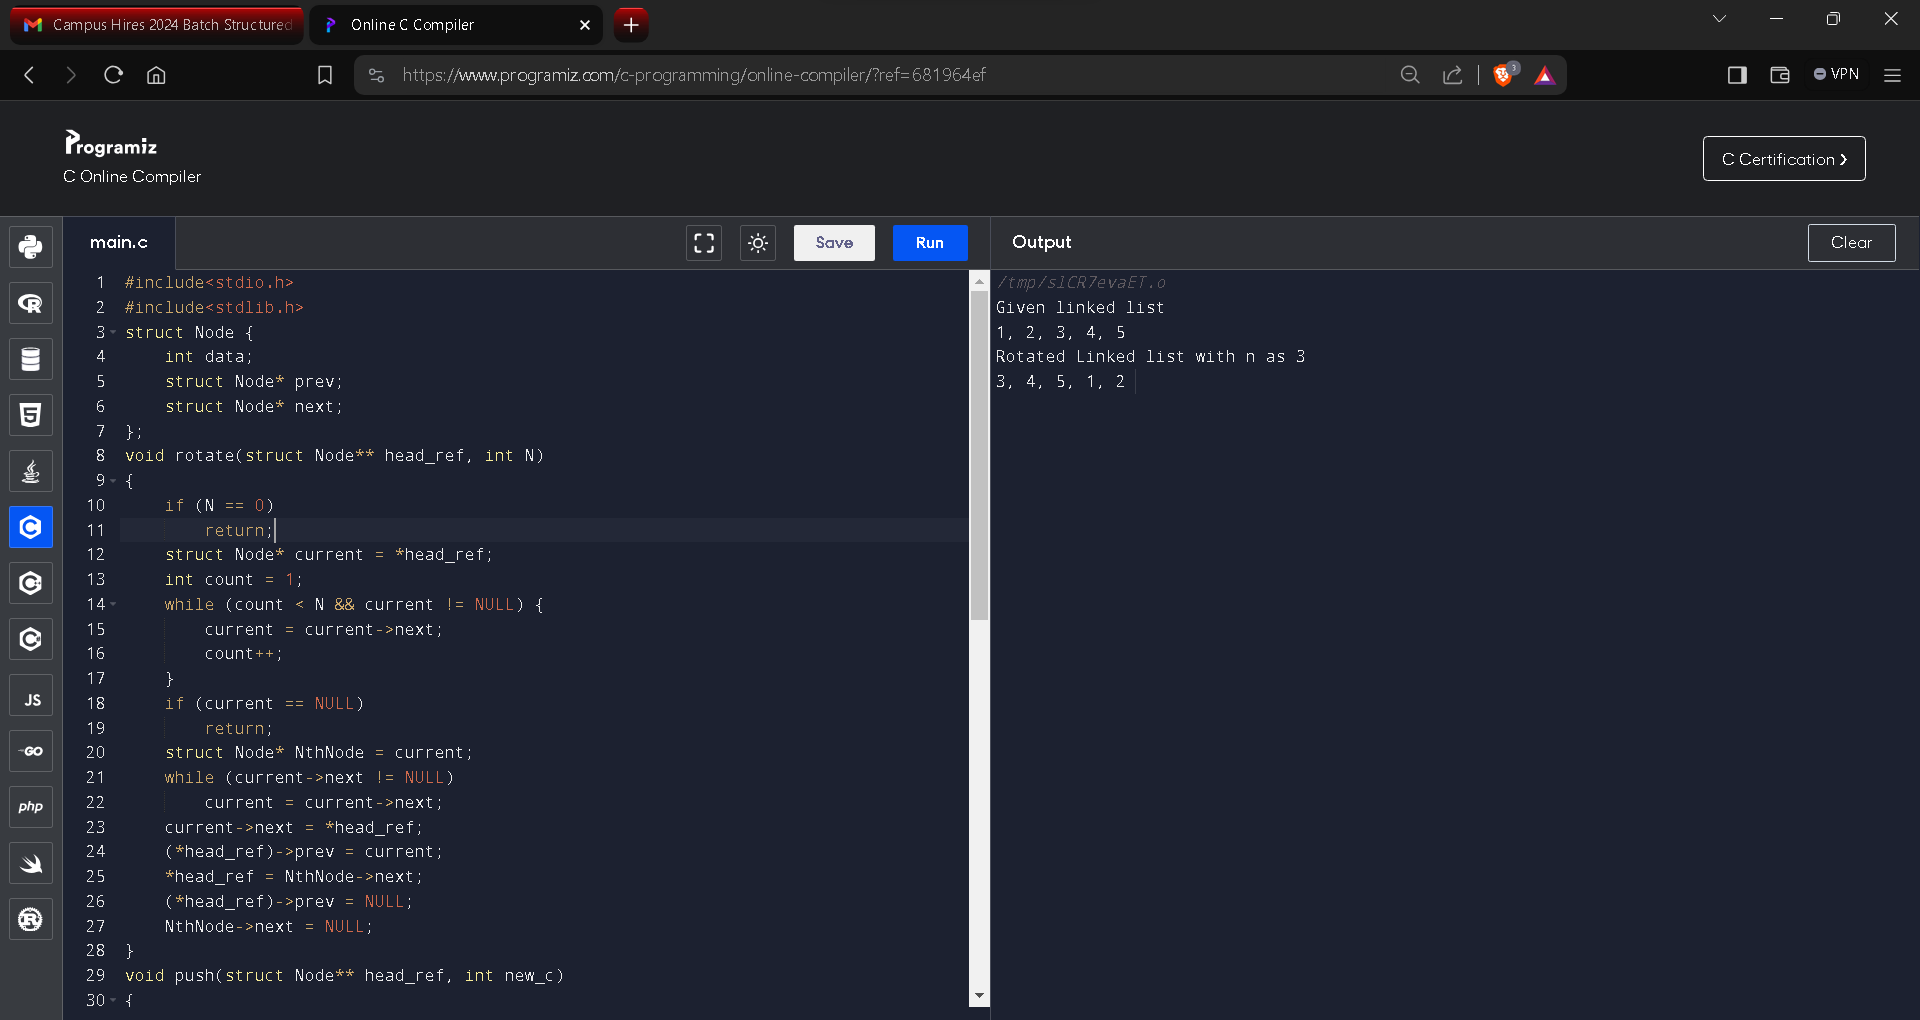 Campus Hires 2024 Batch Structured
Online C Compiler
https://www.programiz.com/c-programming/online-compiler/?ref=681964ef
3
VPN
Programiz
C Online Compiler
C Certification
main.c
Save
Run
Output
Clear
JS
GO
php
1 #include<stdio.h>
2 #include<stdlib.h>
3 struct Node {
4     int data;
5     struct Node* prev;
6     struct Node* next;
7 };
8 void rotate(struct Node** head_ref, int N)
9 {
10     if (N == 0)
11         return;
12     struct Node* current = *head_ref;
13     int count = 1;
14     while (count < N && current != NULL) {
15         current = current->next;
16         count++;
17     }
18     if (current == NULL)
19         return;
20     struct Node* NthNode = current;
21     while (current->next != NULL)
22         current = current->next;
23     current->next = *head_ref;
24     (*head_ref)->prev = current;
25     *head_ref = NthNode->next;
26     (*head_ref)->prev = NULL;
27     NthNode->next = NULL;
28 }
29 void push(struct Node** head_ref, int new_c)
30 {
/tmp/slCR7evaET.o
Given linked list
1, 2, 3, 4, 5
Rotated Linked list with n as 3
3, 4, 5, 1, 2